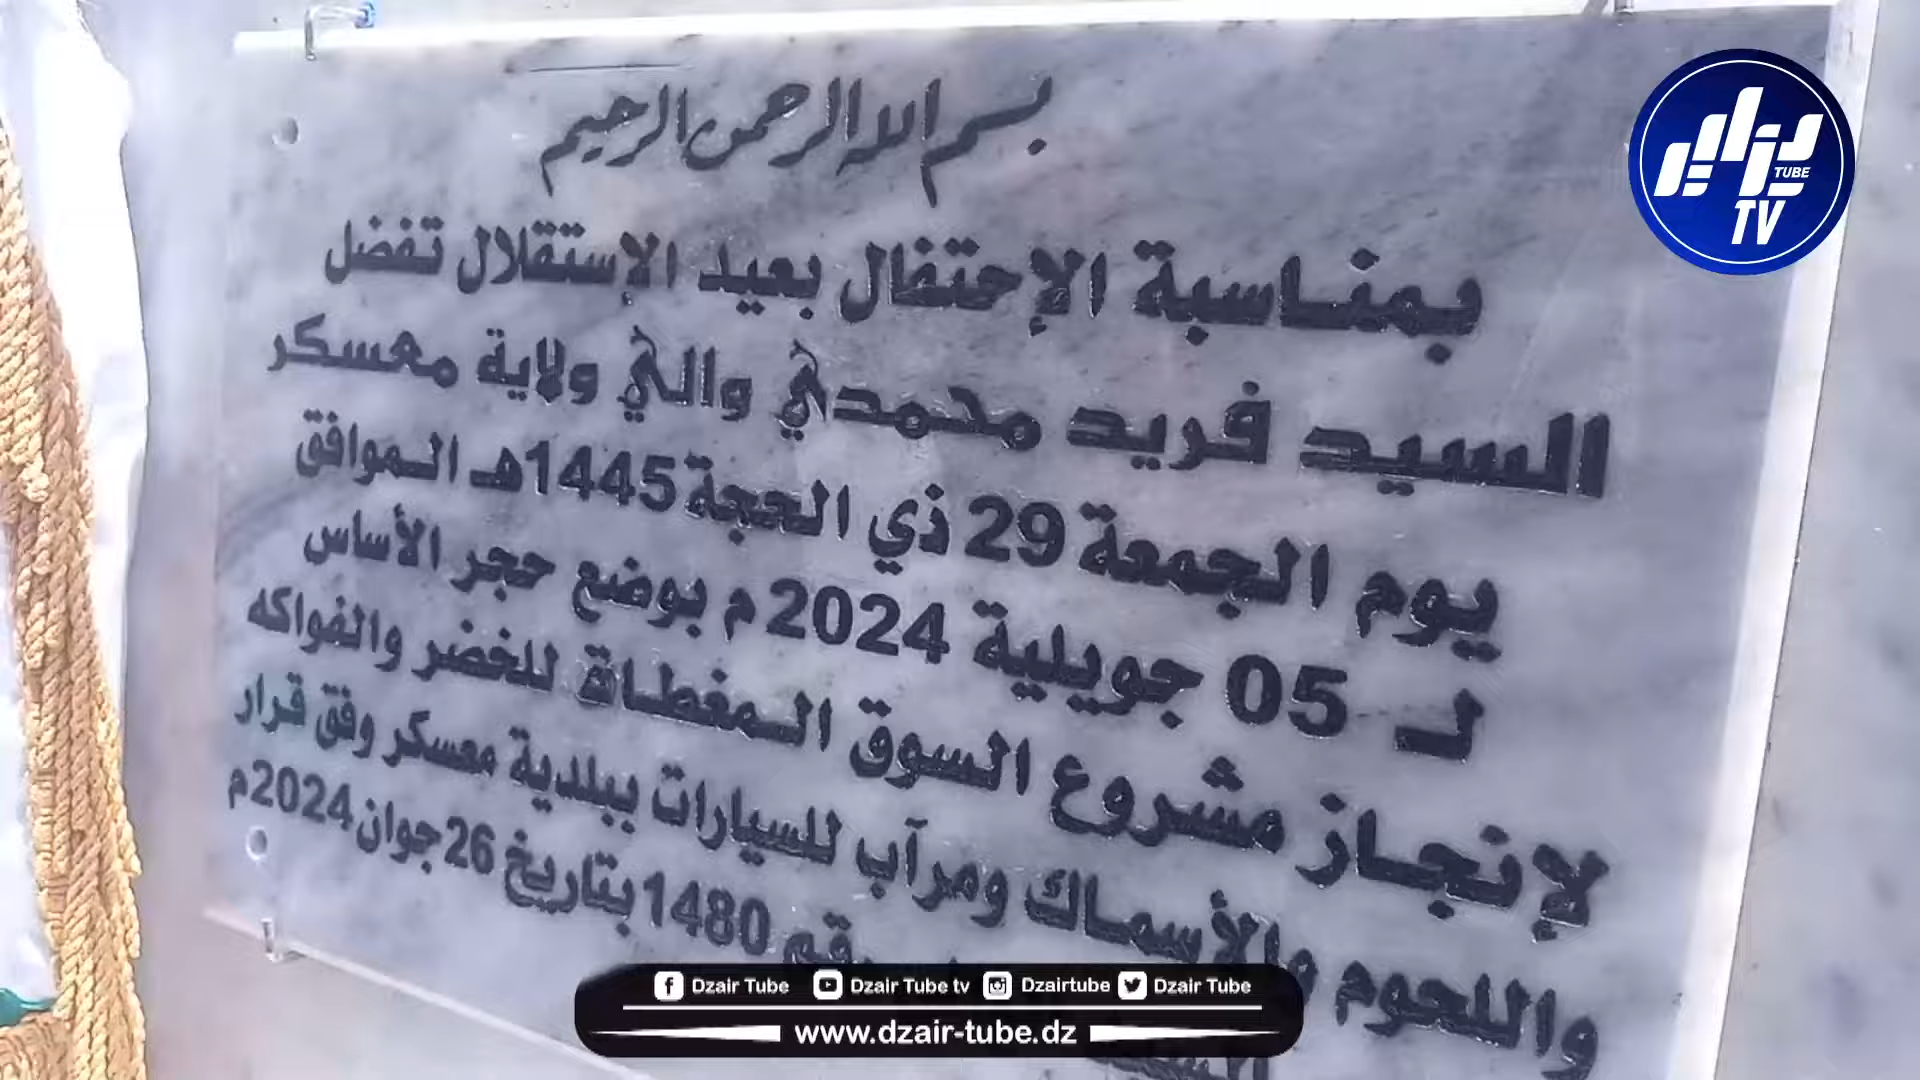 بسم الله الرحمن الرحيم
بمناسبة الإحتفال بعيد الإستقلال تفضل
السيد فريد محمدي والي ولاية معسكر
يوم الجمعة 29 ذي الحجة 1445هـ الموافق
لـ 05 جويلية 2024م بوضع حجر الأساس
لإنجاز مشروع السوق المغطاة للخضر والفواكه
واللحوم والأسماك ومرآب للسيارات ببلدية معسكر وفق قرار
1480 بتاريخ 26 جوان 2024م
TUBE
TV
Dzair Tube Dzair Tube tv Dzairtube Dzair Tube
www.dzair-tube.dz